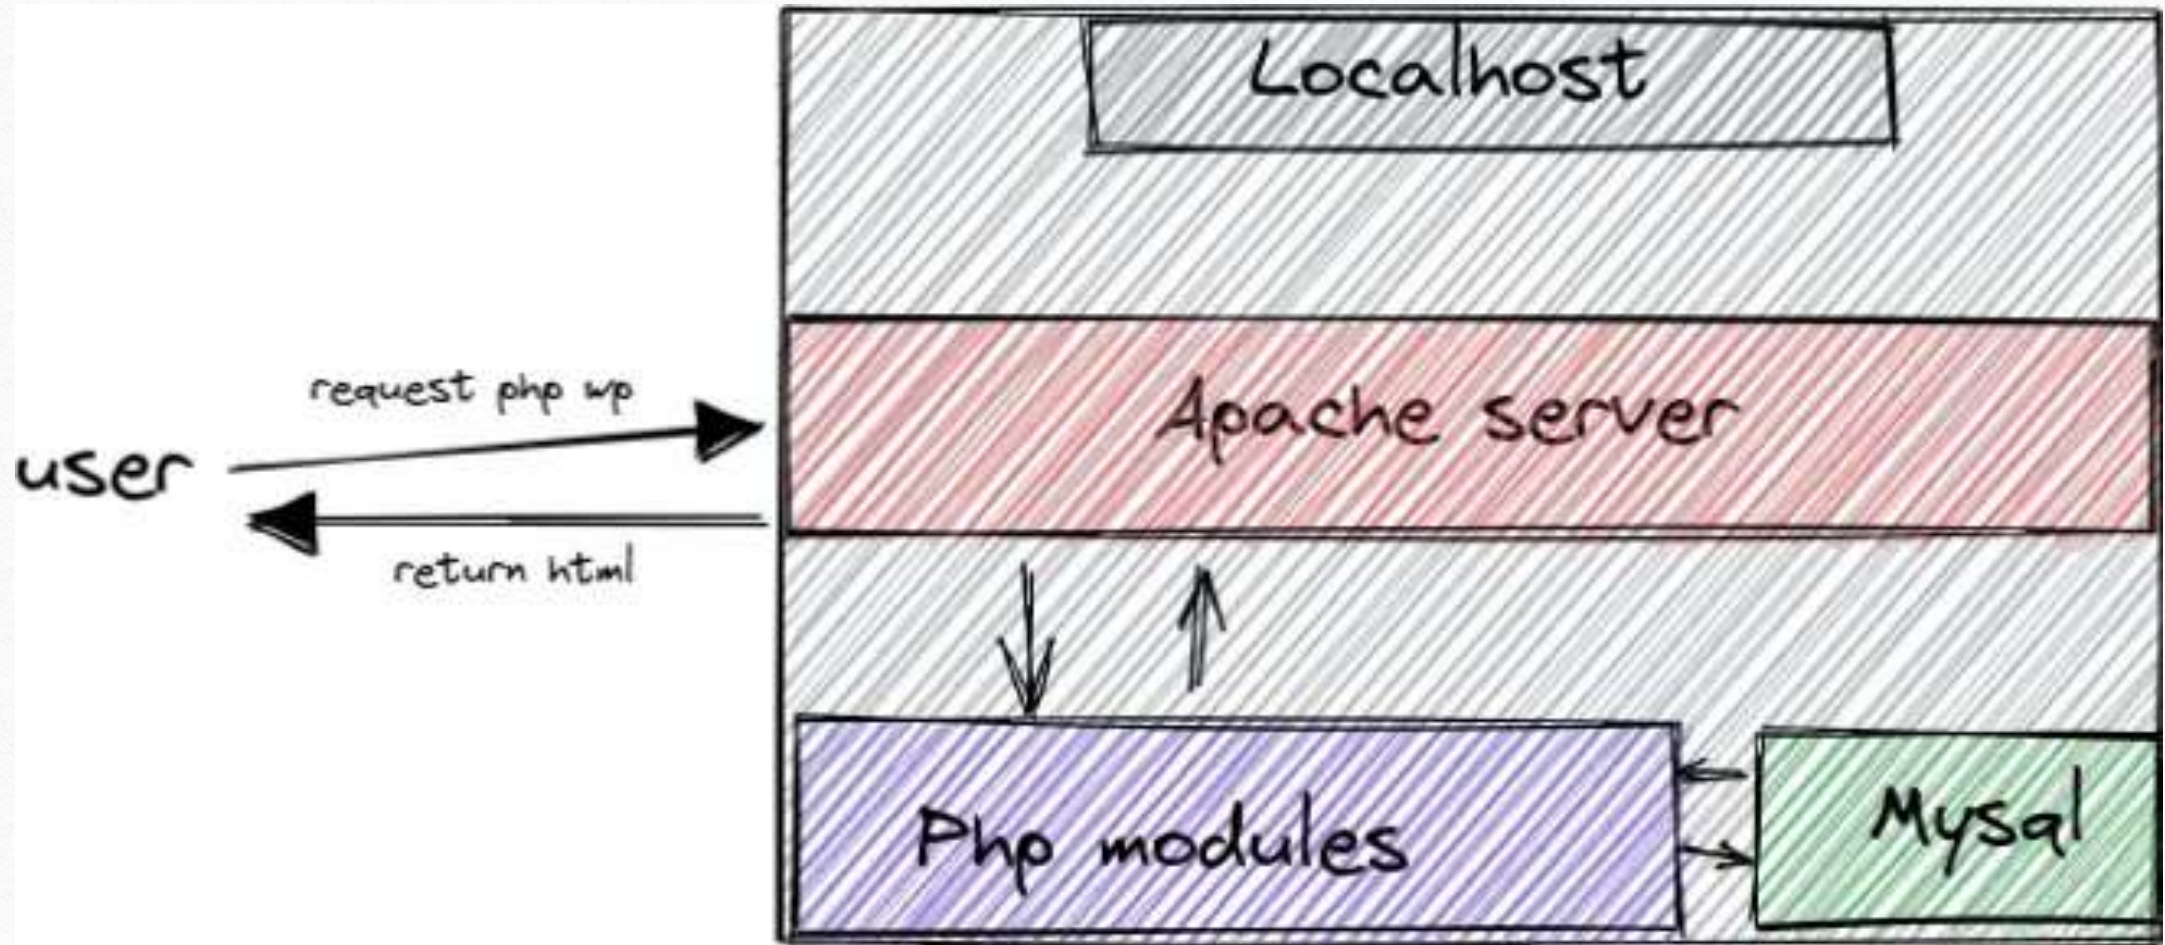 Localhost
request php wp
Apache server
user
return html
Php modules
Mysql